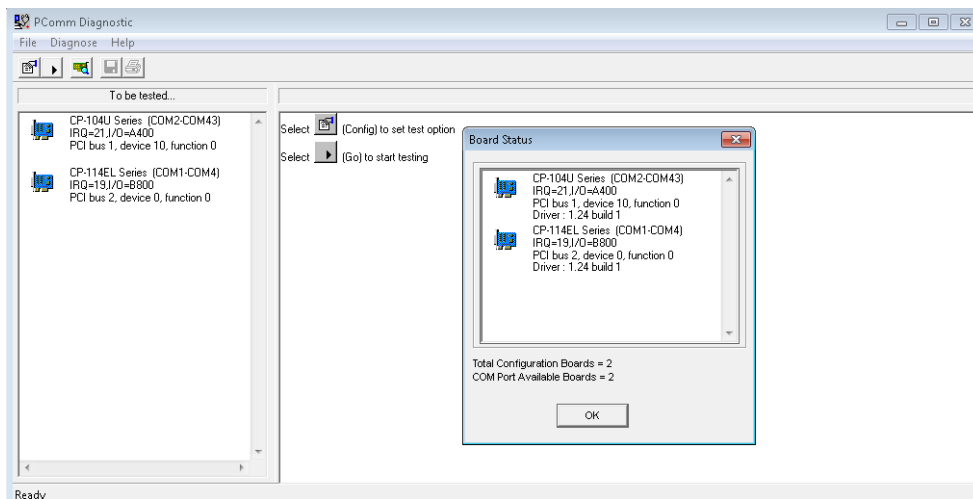 PComm Diagnostic
File Diagnose Help
To be tested...
CP-104U Series (COM2-COM43)
IRQ=21,I/O=A400
PCI bus 1, device 10, function 0
CP-114EL Series (COM1-COM4)
IRQ=19,I/O=B800
PCI bus 2, device 0, function 0
Select (Config) to set test option
Select (Go) to start testing
Board Status
CP-104U Series (COM2-COM43)
IRQ=21,I/O=A400
PCI bus 1, device 10, function 0
Driver : 1.24 build 1
CP-114EL Series (COM1-COM4)
IRQ=19,I/O=B800
PCI bus 2, device 0, function 0
Driver : 1.24 build 1
Total Configuration Boards = 2
COM Port Available Boards = 2
OK
Ready